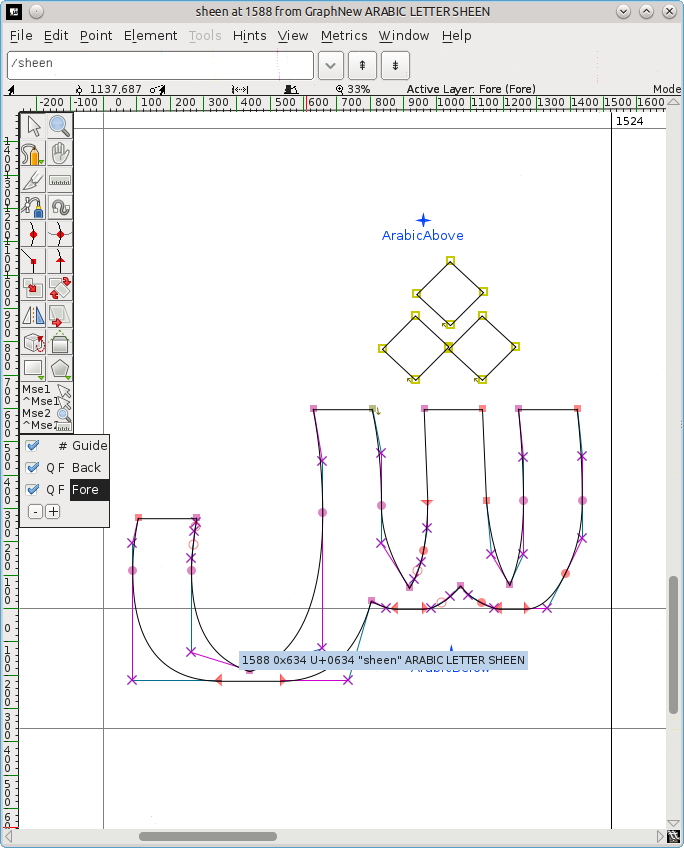 sheen at 1588 from GraphNew ARABIC LETTER SHEEN
File Edit Point Element Tools Hints View Metrics Window Help
/sheen
1137,687 33% Active Layer: Fore (Fore) Mode
-200 -100 0 100 200 300 400 500 600 700 800 900 1000 1100 1200 1300 1400 1500 1600
1524
ArabicAbove
Mse1
^Mse1
Mse2
^Mse2
# Guide
Q F Back
Q F Fore
- +
1588 0x634 U+0634 "sheen" ARABIC LETTER SHEEN
ArabicBelow